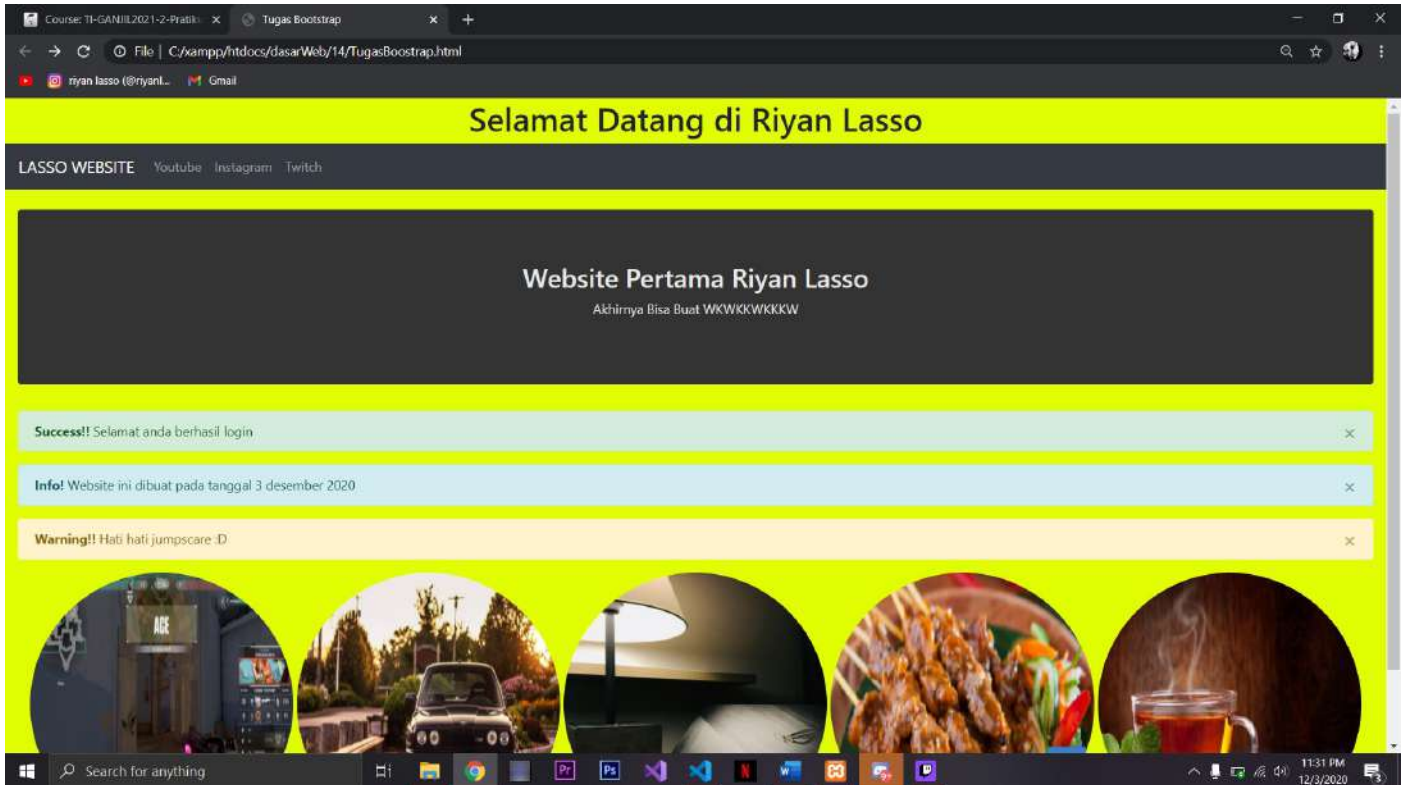 Course: TI-GANJIL2021-2-Pratik
Tugas Bootstrap
File | C:/xampp/htdocs/dasarWeb/14/TugasBoostrap.html
riyan lasso (@riyanl...
Gmail
Selamat Datang di Riyan Lasso
LASSO WEBSITE Youtube Instagram Twitch
Website Pertama Riyan Lasso
Akhirnya Bisa Buat WKWKKWKKKW
Success!! Selamat anda berhasil login
Info! Website ini dibuat pada tanggal 3 desember 2020
Warning!! Hati hati jumpscare :D
ACE
Search for anything
Pr
Ps
11:31 PM
12/3/2020